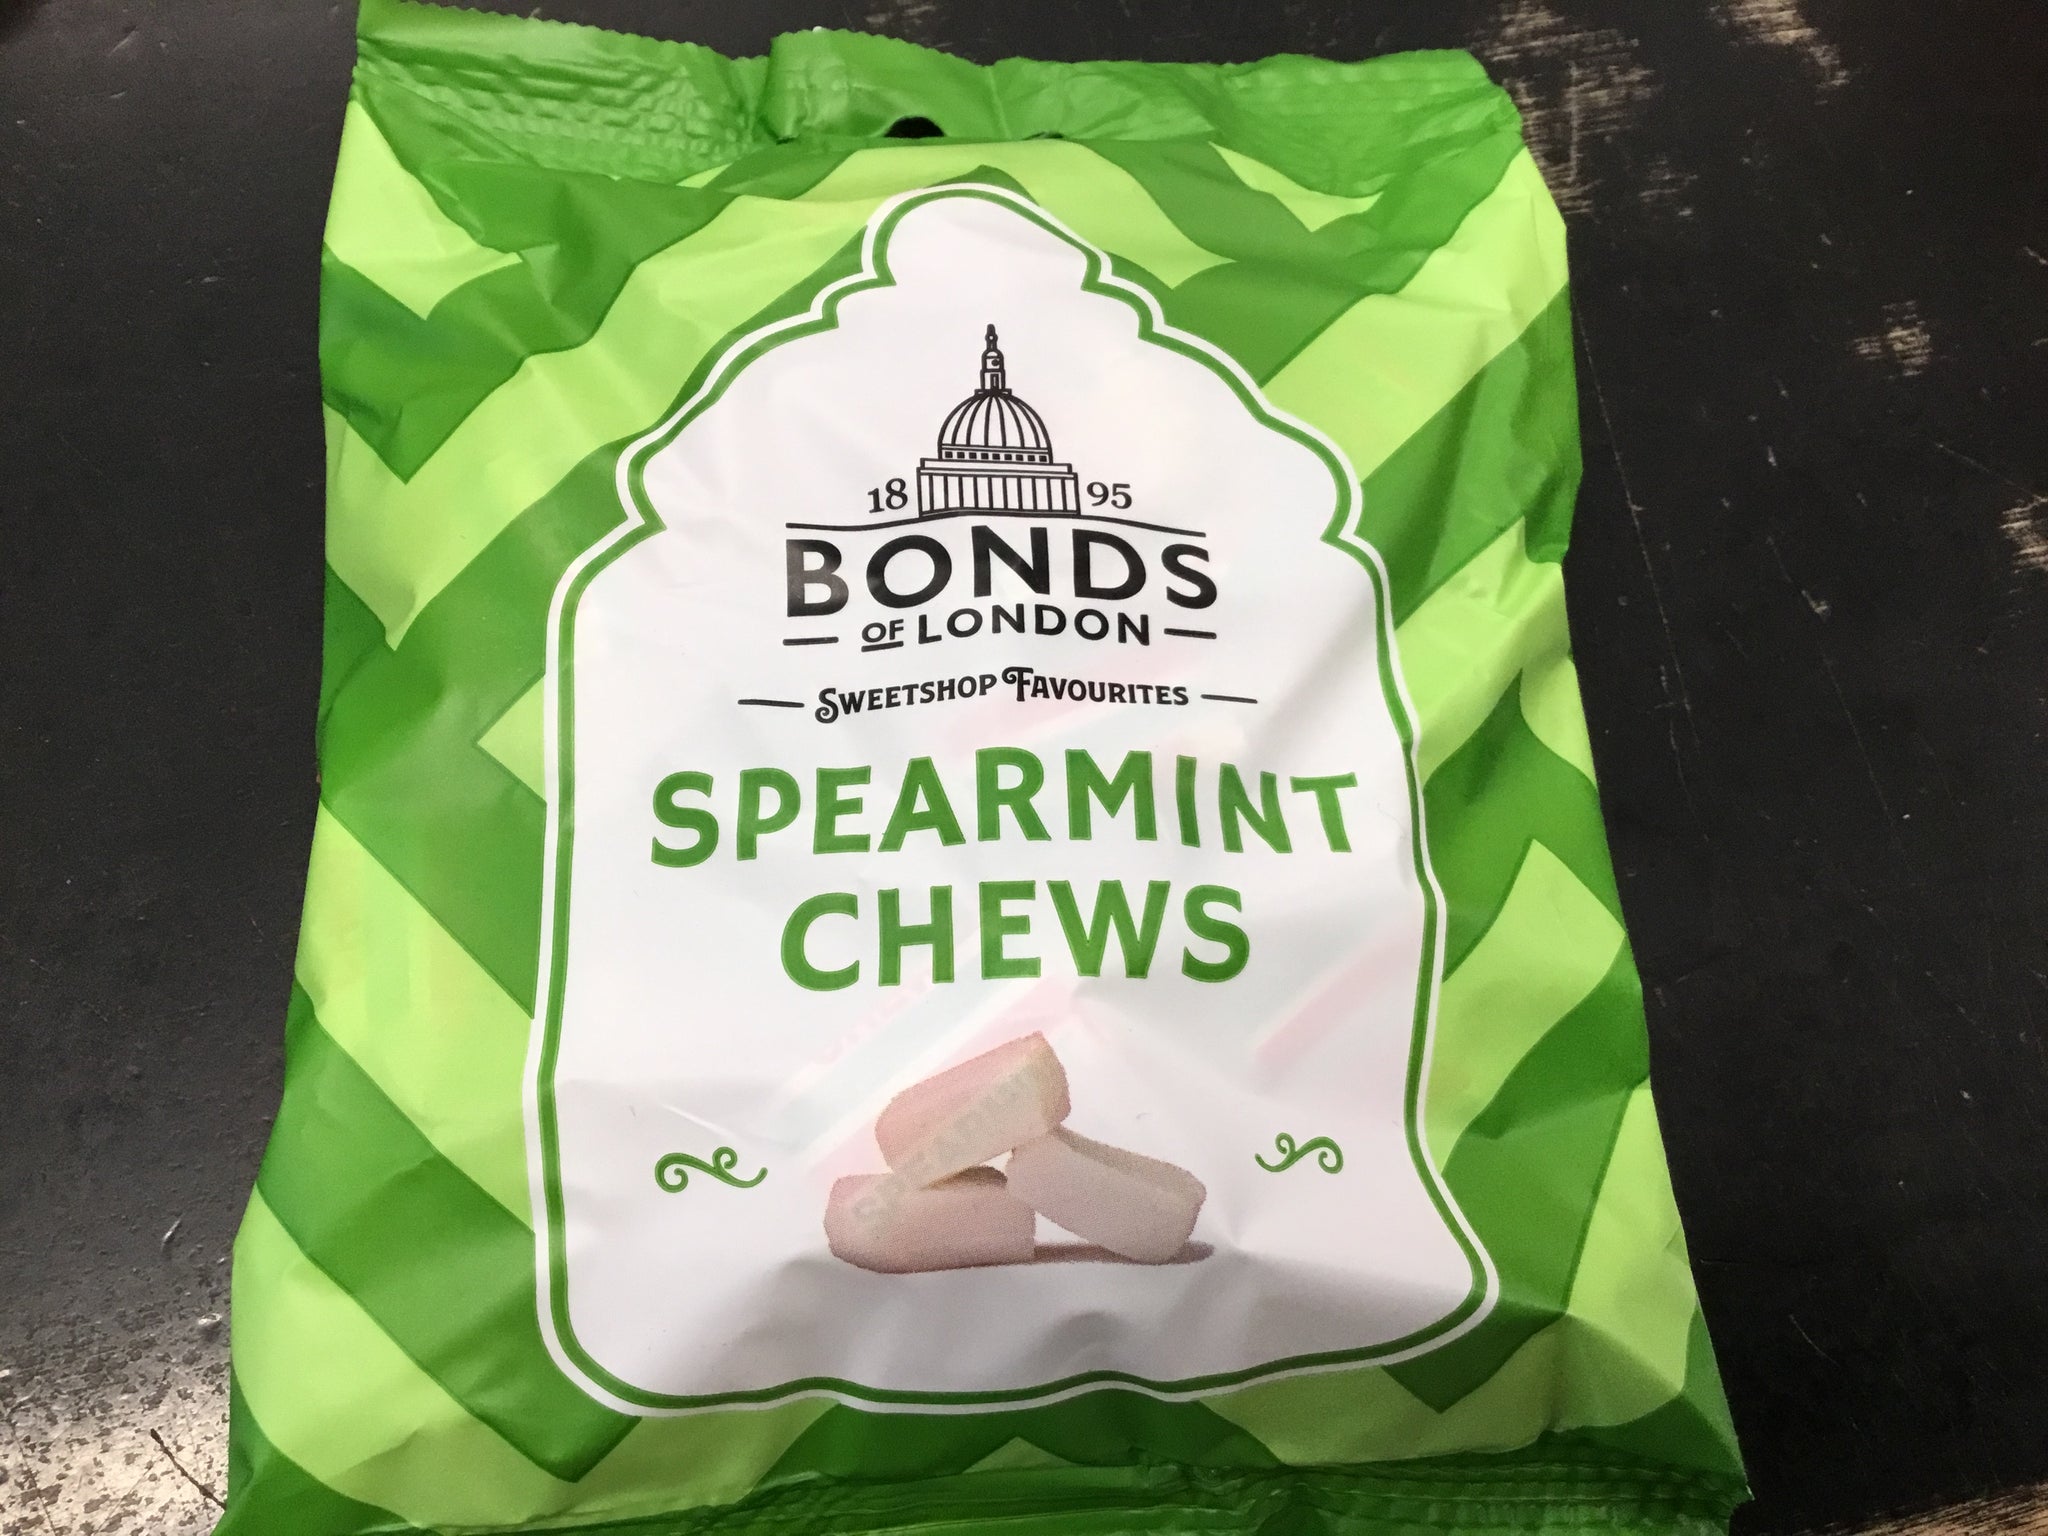 18 95
BONDS
OF LONDON
SWEETSHOP FAVOURITES
SPEARMINT
CHEWS